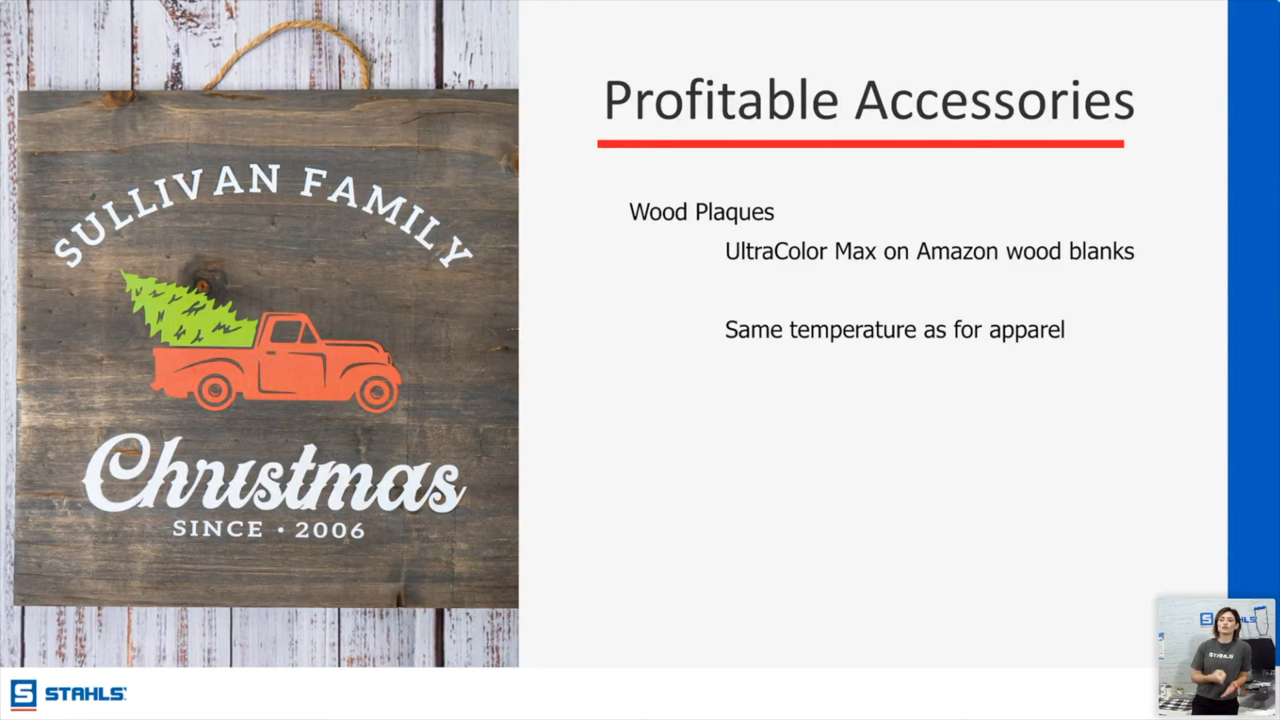 SULLIVAN FAMILY
Christmas
SINCE • 2006
Profitable Accessories
Wood Plaques
UltraColor Max on Amazon wood blanks
Same temperature as for apparel
S STAHLS'
STAHLS